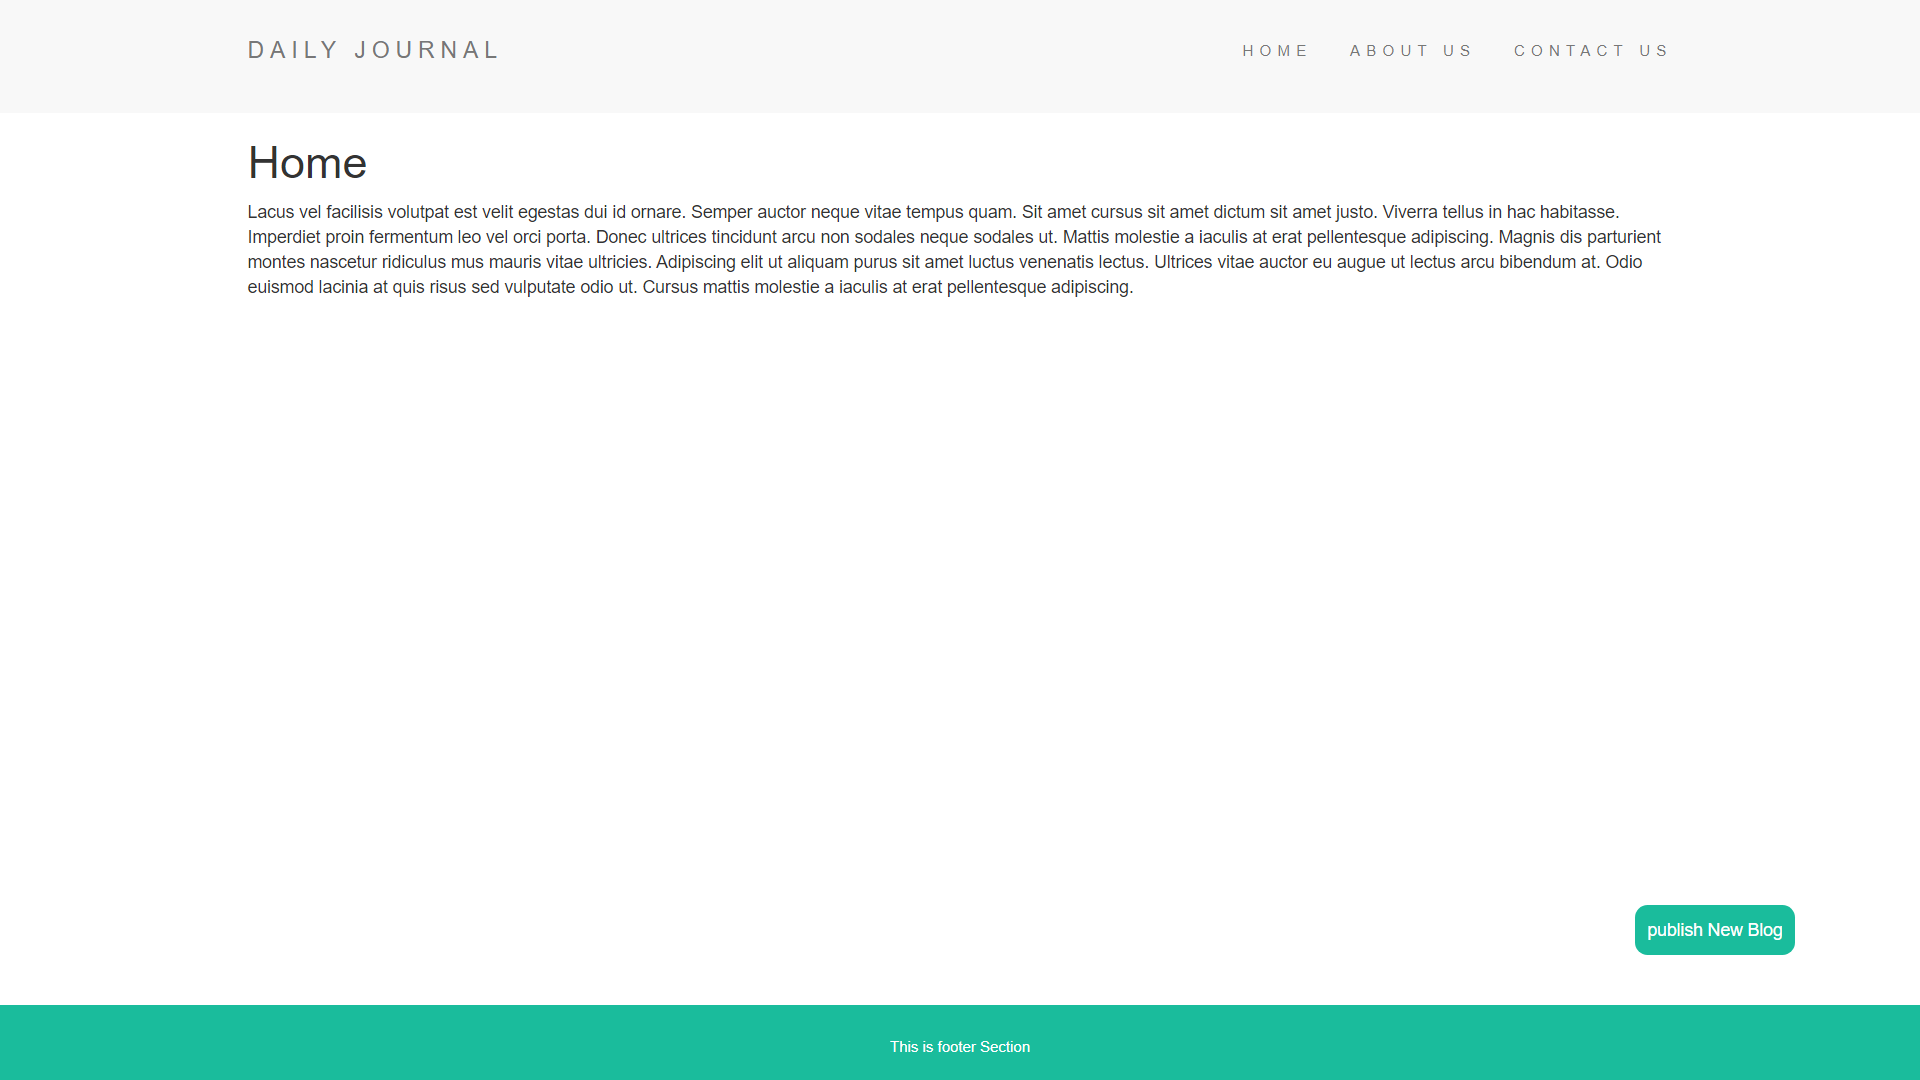 DAILY JOURNAL
HOME ABOUT US CONTACT US
Home
Lacus vel facilisis volutpat est velit egestas dui id ornare. Semper auctor neque vitae tempus quam. Sit amet cursus sit amet dictum sit amet justo. Viverra tellus in hac habitasse.
Imperdiet proin fermentum leo vel orci porta. Donec ultrices tincidunt arcu non sodales neque sodales ut. Mattis molestie a iaculis at erat pellentesque adipiscing. Magnis dis parturient
montes nascetur ridiculus mus mauris vitae ultricies. Adipiscing elit ut aliquam purus sit amet luctus venenatis lectus. Ultrices vitae auctor eu augue ut lectus arcu bibendum at. Odio
euismod lacinia at quis risus sed vulputate odio ut. Cursus mattis molestie a iaculis at erat pellentesque adipiscing.
publish New Blog
This is footer Section